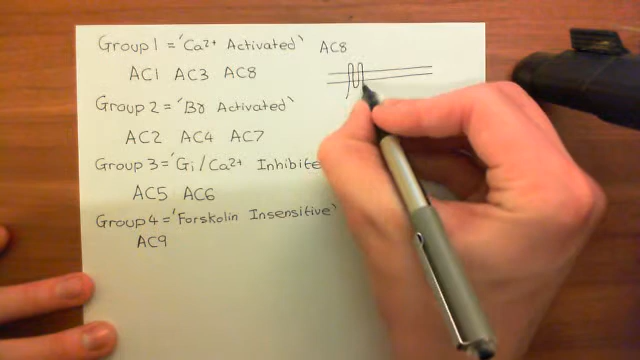 Group 1 = 'Ca²⁺ Activated'
AC8
AC1 AC3 AC8
Group 2 = 'βγ Activated'
AC2 AC4 AC7
Group 3 = 'Gi/Ca²⁺ Inhibite
AC5 AC6
Group 4 = 'Forskolin Insensitive'
AC9